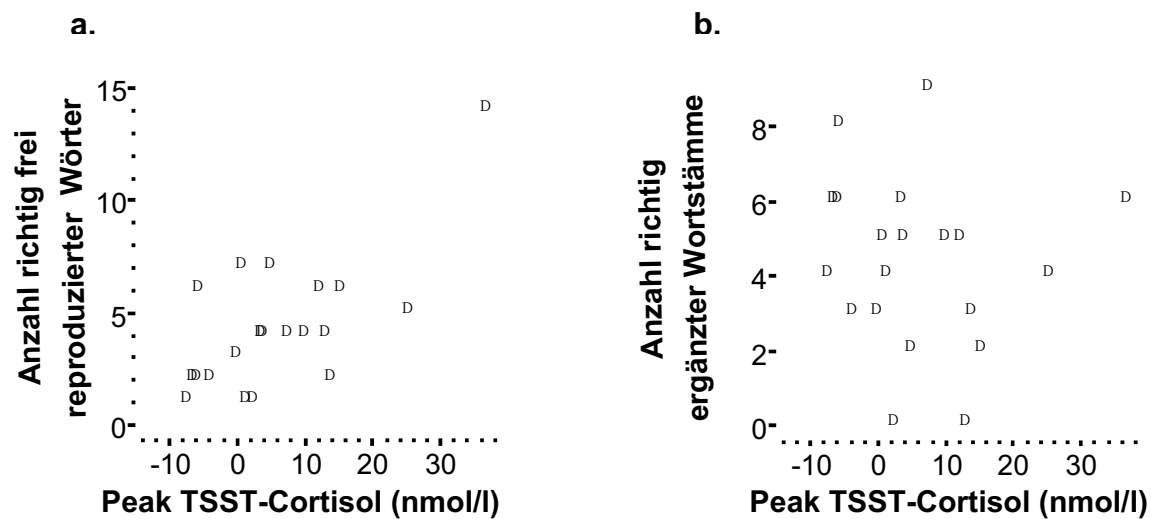 a.
Anzahl richtig frei
reproduzierter Wörter
15
10
5
0
-10 0 10 20 30
Peak TSST-Cortisol (nmol/l)
D
D D
D D D
D
D D D D D
D
D D D D
D D D
b.
Anzahl richtig
ergänzter Wortstämme
8
6
4
2
0
-10 0 10 20 30
Peak TSST-Cortisol (nmol/l)
D
D
D D D D
D D D D
D D D
D D D
D D
D D